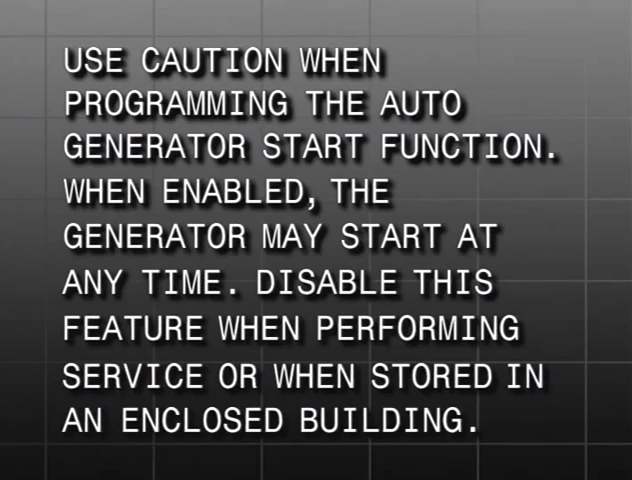 USE CAUTION WHEN
PROGRAMMING THE AUTO
GENERATOR START FUNCTION.
WHEN ENABLED, THE
GENERATOR MAY START AT
ANY TIME. DISABLE THIS
FEATURE WHEN PERFORMING
SERVICE OR WHEN STORED IN
AN ENCLOSED BUILDING.